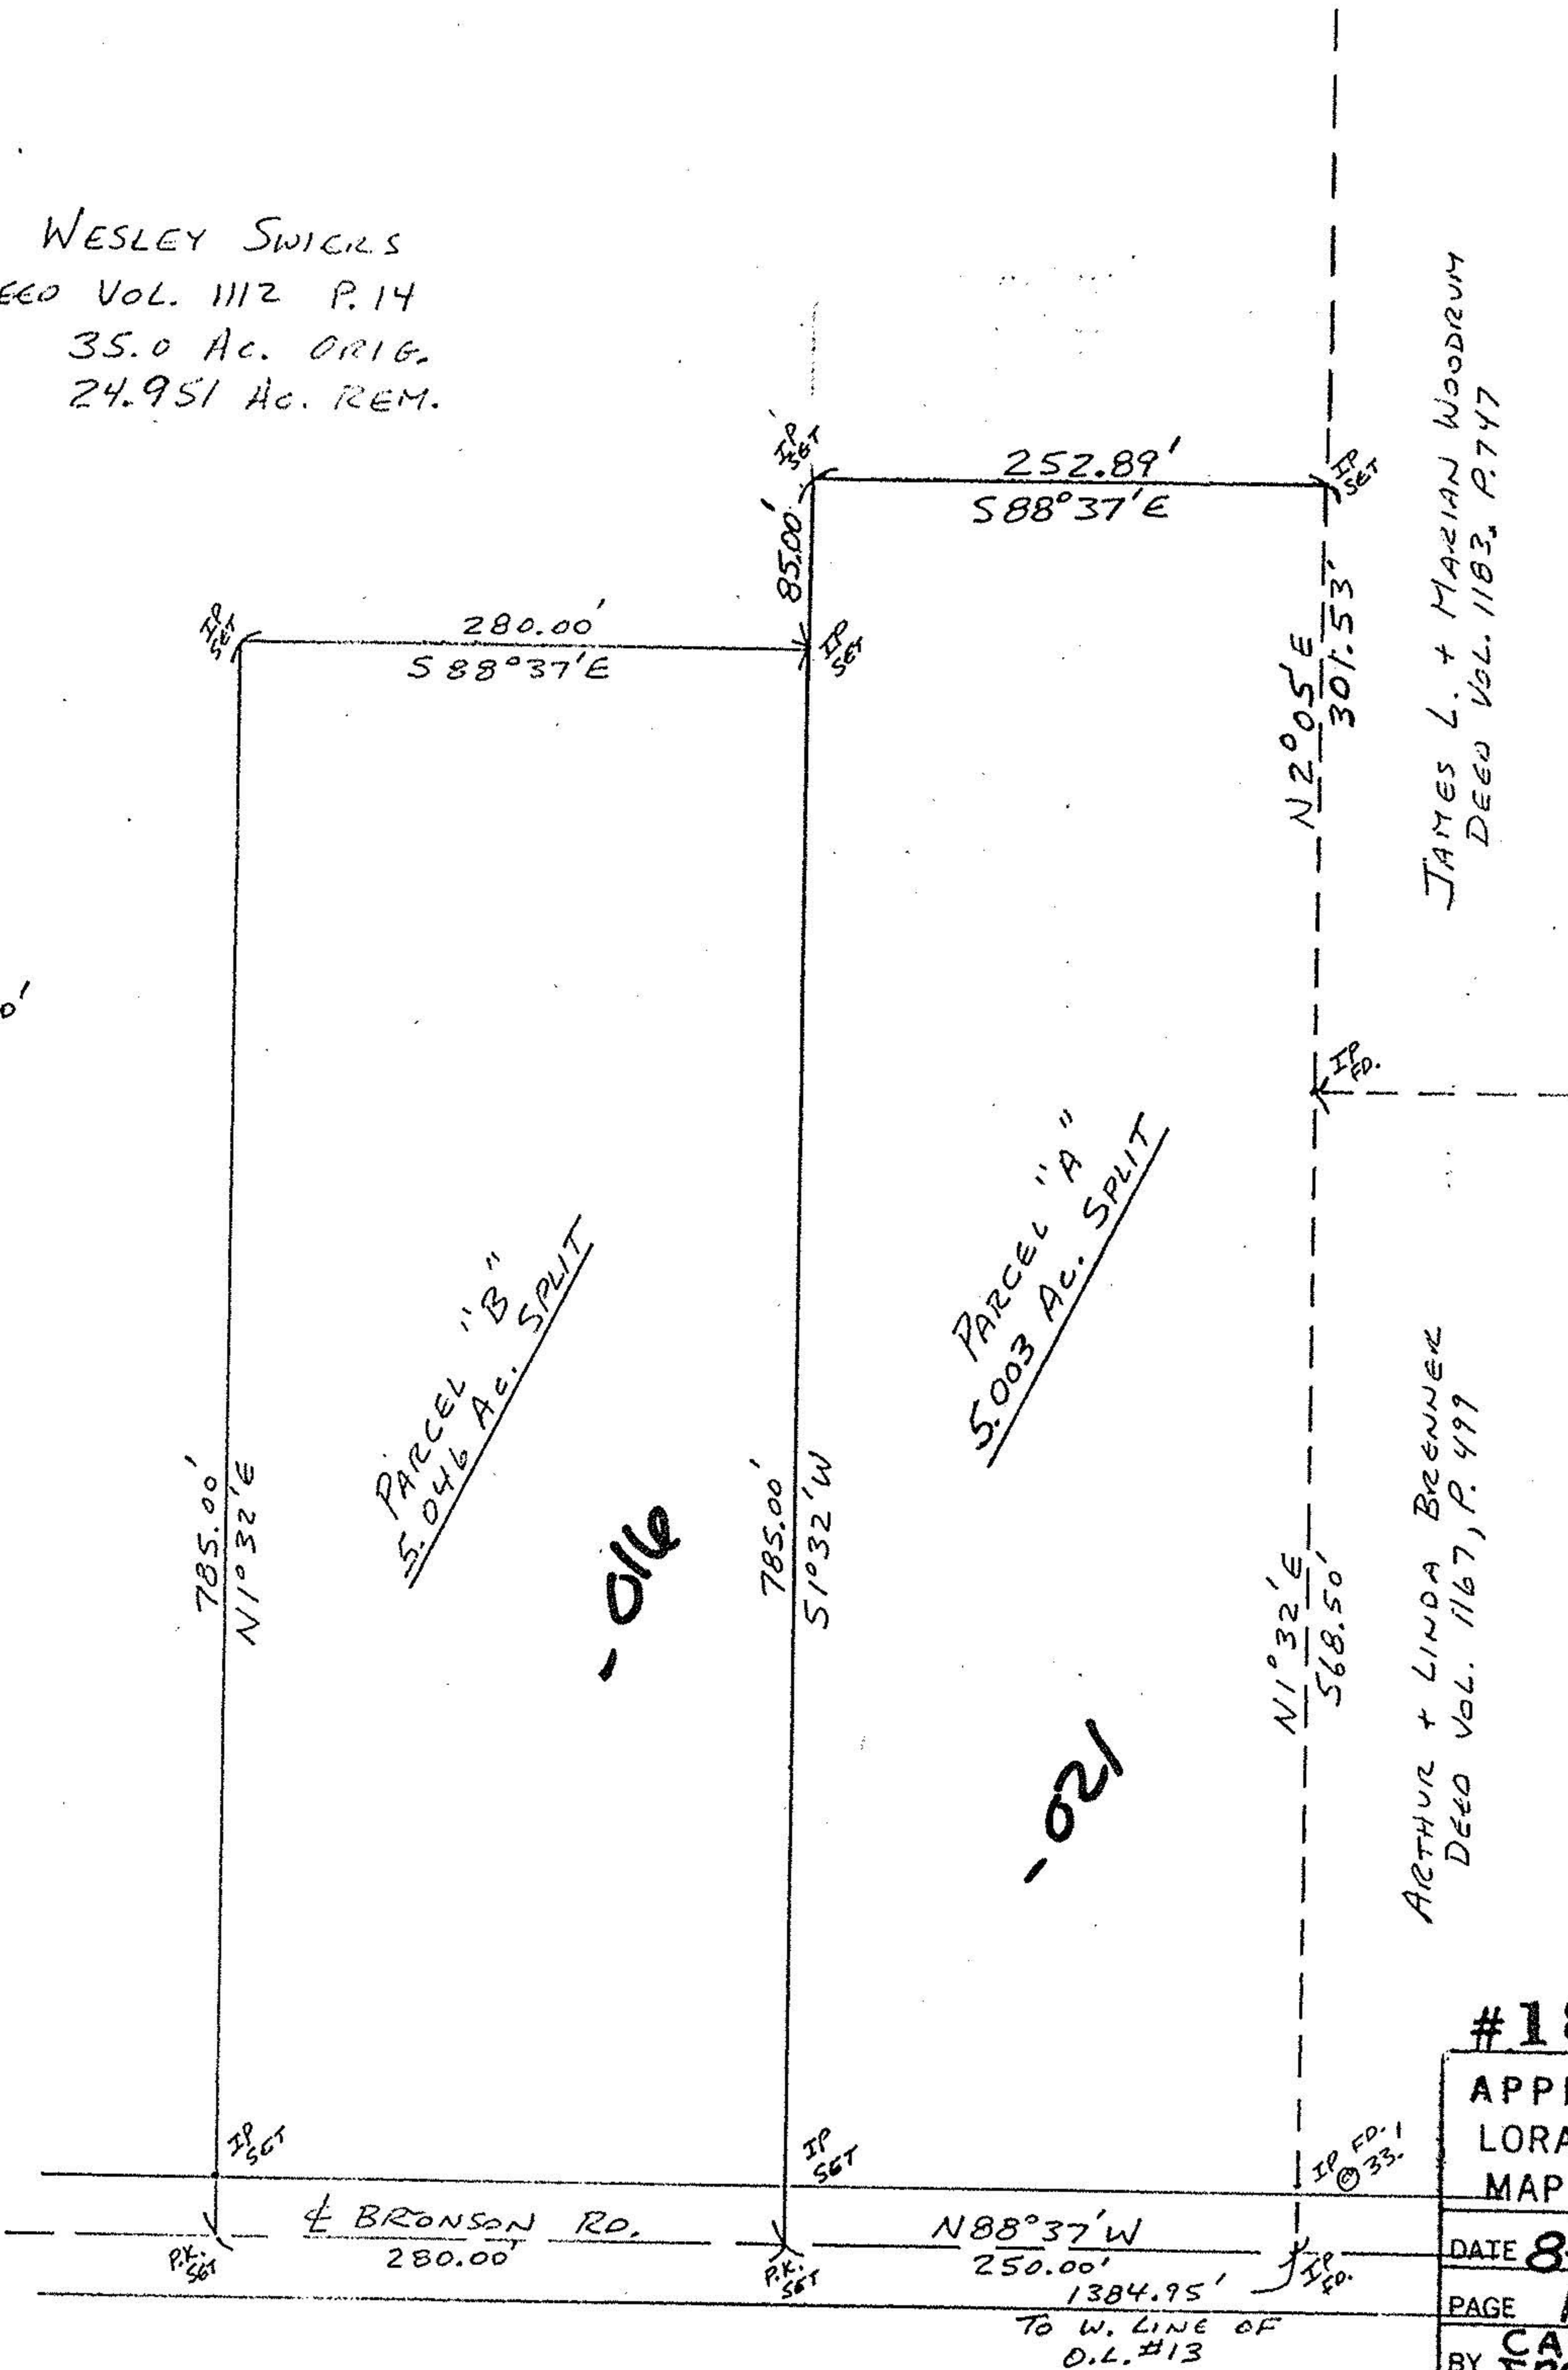 WESLEY SWIERS
VOL. 1112 P. 14
35.0 AC. ORIG.
24.951 AC. REM.
IP SET
252.89'
S88°37'E
IP SET
85.00'
IP SET
280.00'
S88°37'E
IP SET
N2°05'E
301.53'
JAMES L. + MARIAN WOODRUM
DEED VOL. 1183, P. 747
IP FD.
PARCEL "B"
5.046 AC. SPLIT
PARCEL "A"
5.003 AC. SPLIT
785.00'
N1°32'E
-016
785.00'
S1°32'W
N1°32'E
568.50'
-021
ARTHUR + LINDA BRENNER
DEED VOL. 1167, P. 499
IP SET
IP SET
IP FD.
33.1
℄ BRONSON RD.
280.00'
N88°37'W
250.00'
P.K. SET
P.K. SET
IP FD.
1384.95'
TO W. LINE OF
O.L. #13
DATE 8
PAGE
BY